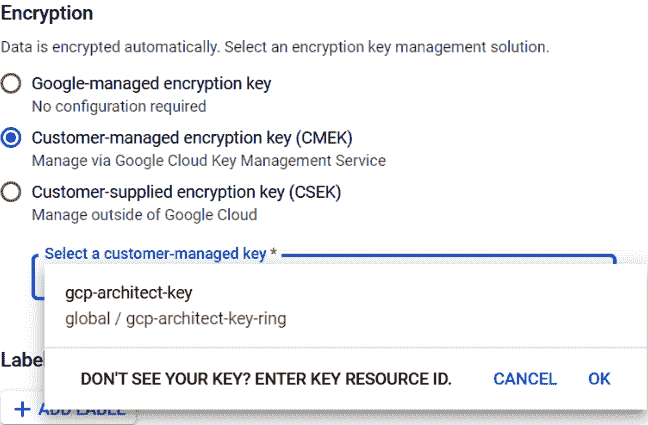 Encryption
Data is encrypted automatically. Select an encryption key management solution.
Google-managed encryption key
No configuration required
Customer-managed encryption key (CMEK)
Manage via Google Cloud Key Management Service
Customer-supplied encryption key (CSEK)
Manage outside of Google Cloud
Select a customer-managed key *
gcp-architect-key
global / gcp-architect-key-ring
Label
DON'T SEE YOUR KEY? ENTER KEY RESOURCE ID. CANCEL OK
+ ADD LABEL